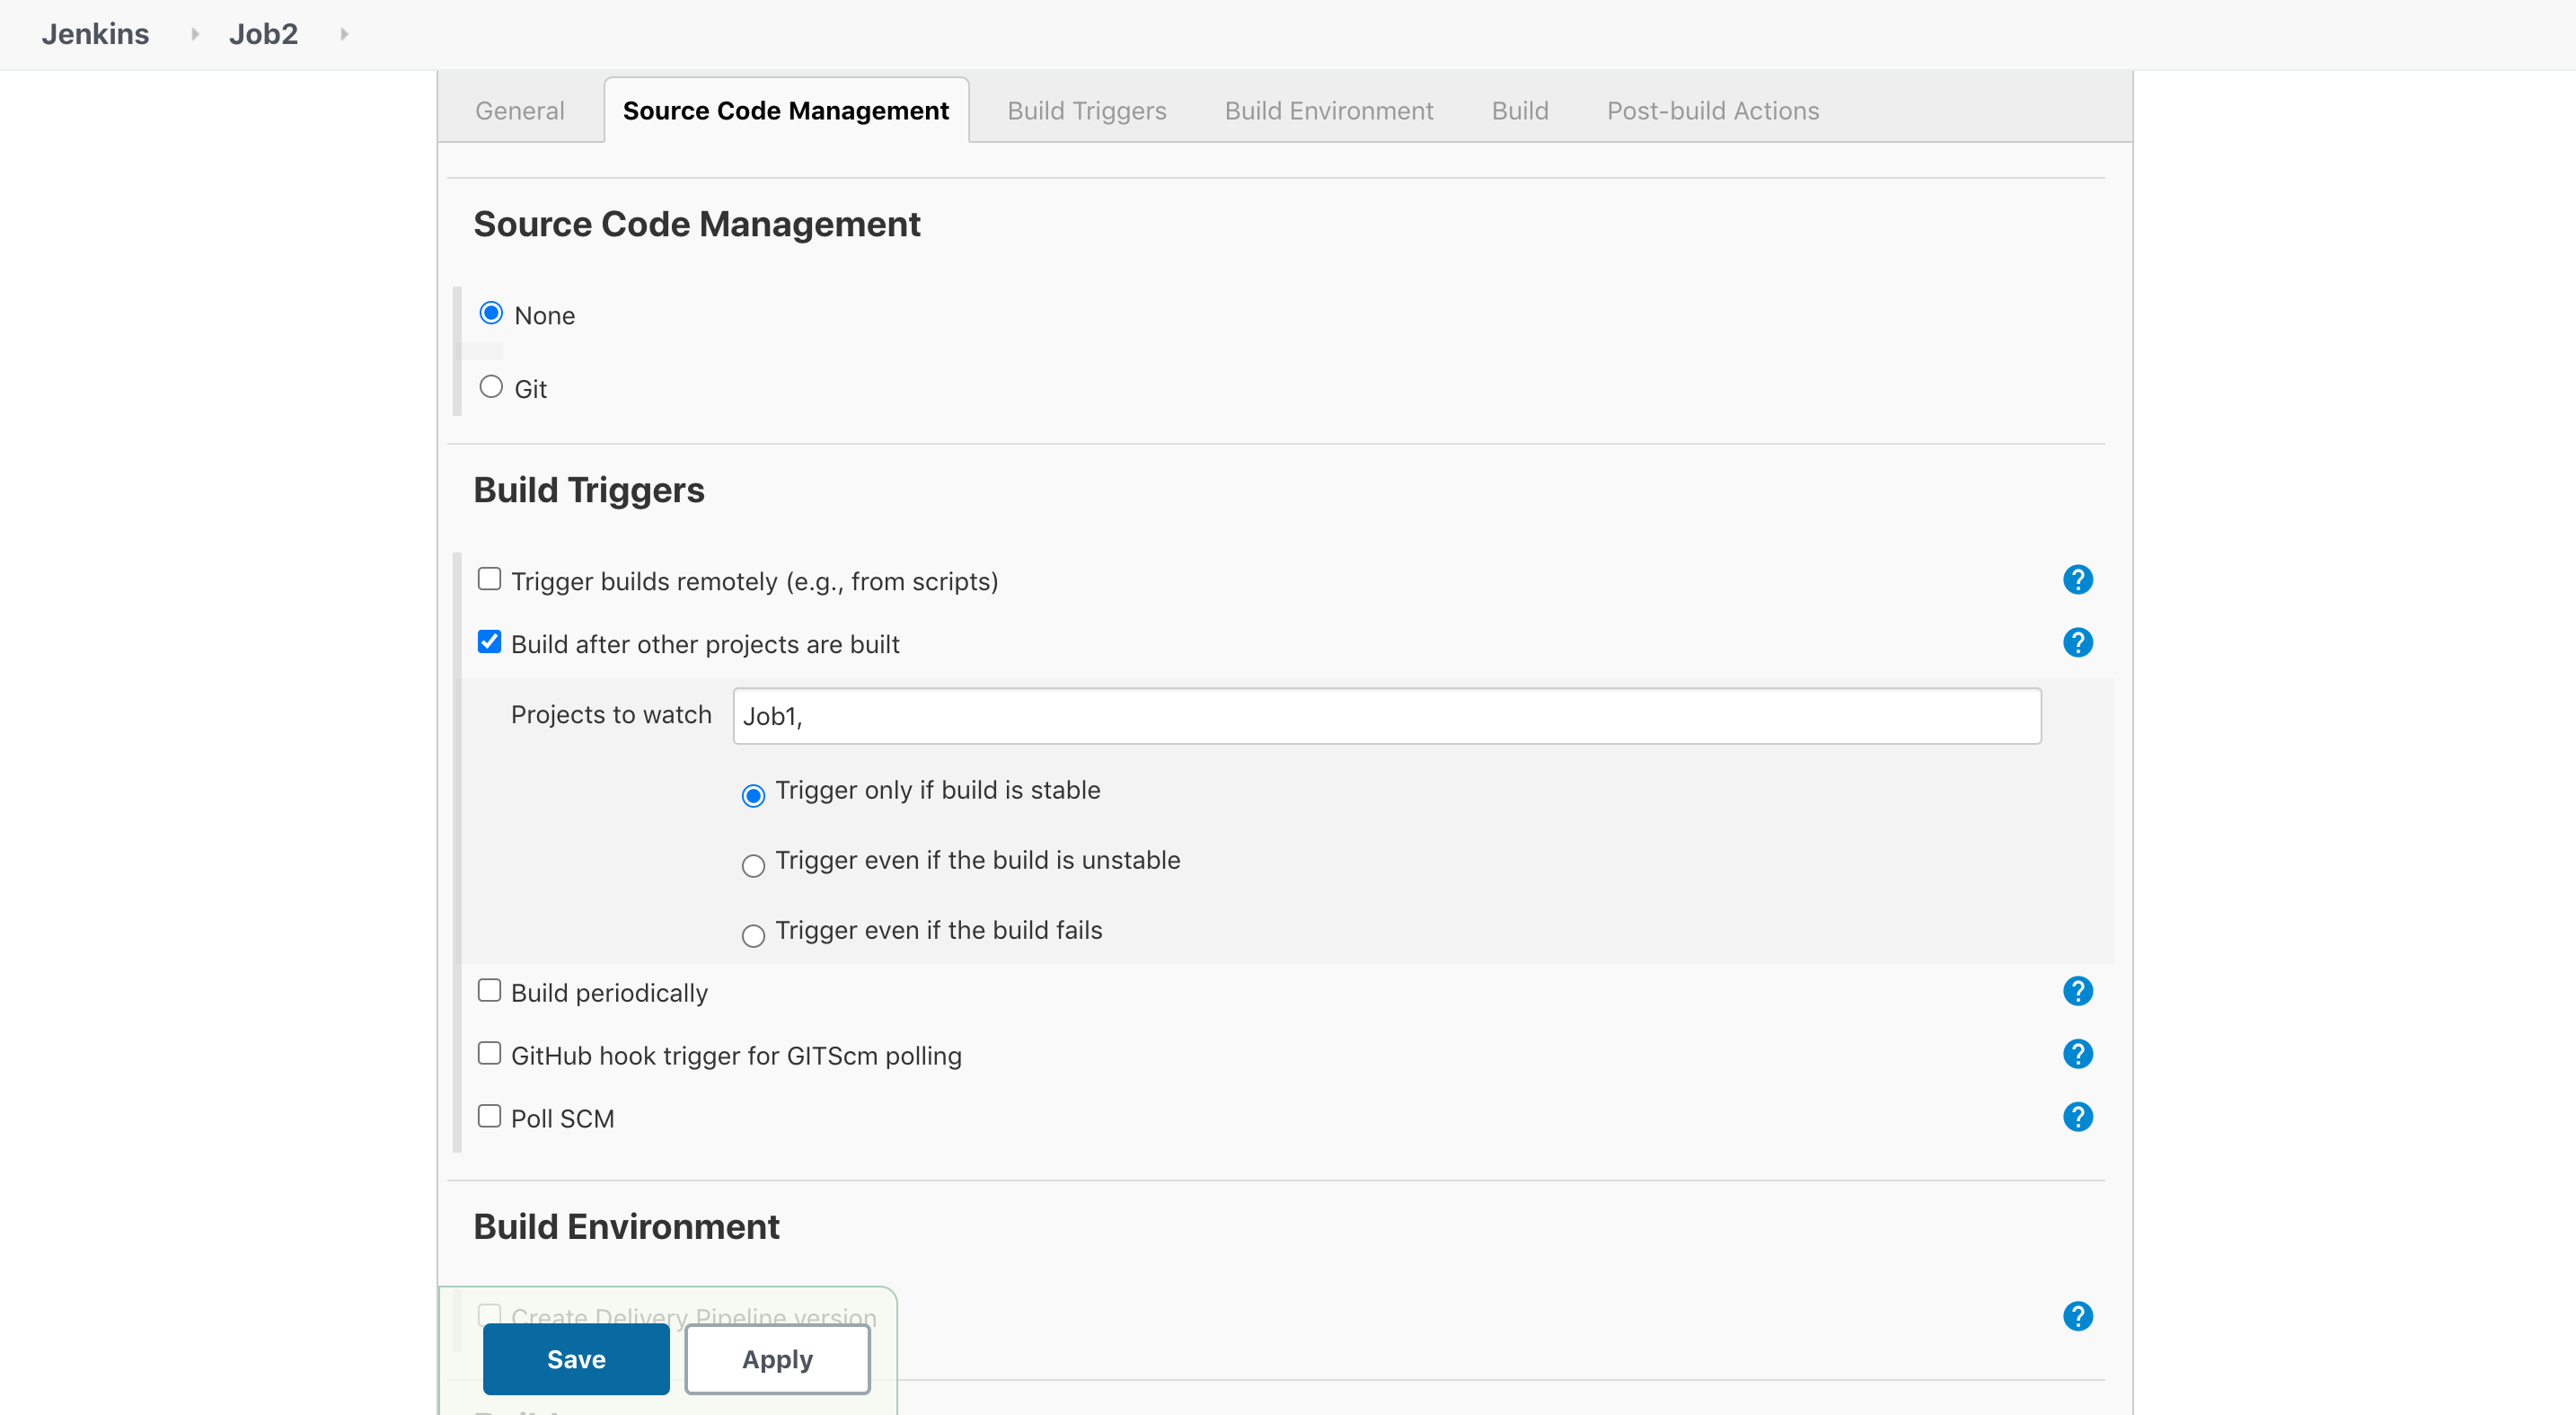 Jenkins Job2
General Source Code Management Build Triggers Build Environment Build Post-build Actions
Source Code Management
None
Git
Build Triggers
Trigger builds remotely (e.g., from scripts)
?
Build after other projects are built
?
Projects to watch Job1,
Trigger only if build is stable
Trigger even if the build is unstable
Trigger even if the build fails
Build periodically
?
GitHub hook trigger for GITScm polling
?
Poll SCM
?
Build Environment
Create Delivery Pipeline version
?
Save Apply